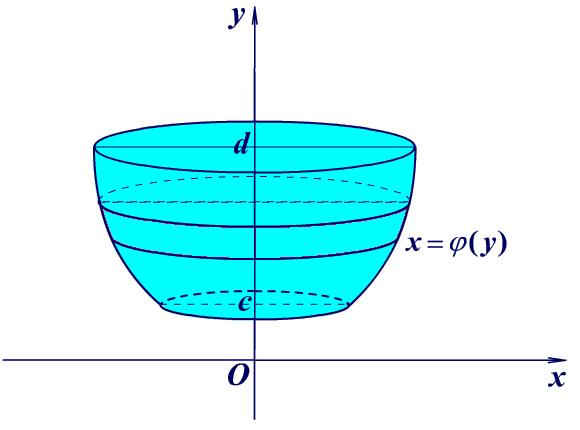 y
d
x = φ(y)
c
O
x